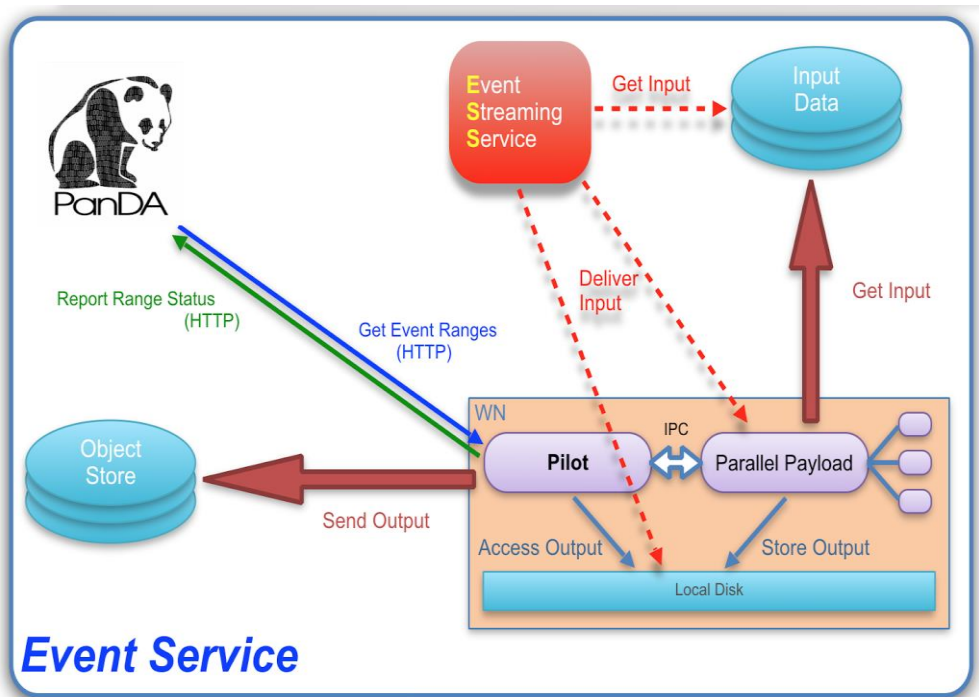 Event
Streaming
Service
Get Input
Input
Data
PanDA
Deliver
Input
Get Input
Report Range Status
(HTTP)
Get Event Ranges
(HTTP)
WN
IPC
Object
Store
Pilot
Parallel Payload
Send Output
Access Output
Store Output
Local Disk
Event Service